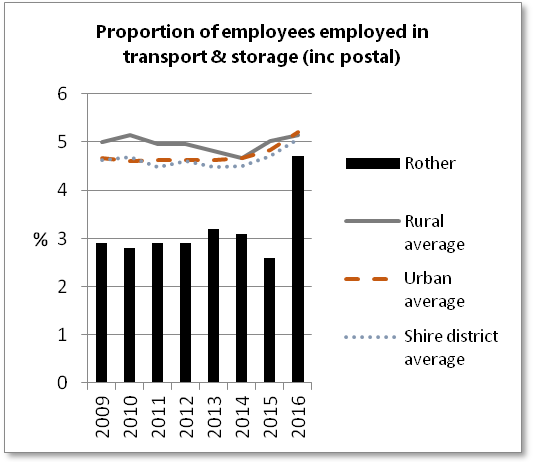 Proportion of employees employed in
transport & storage (inc postal)
6
5
4
3
2
1
0
%
2009
2010
2011
2012
2013
2014
2015
2016
Rother
Rural
average
Urban
average
Shire district
average